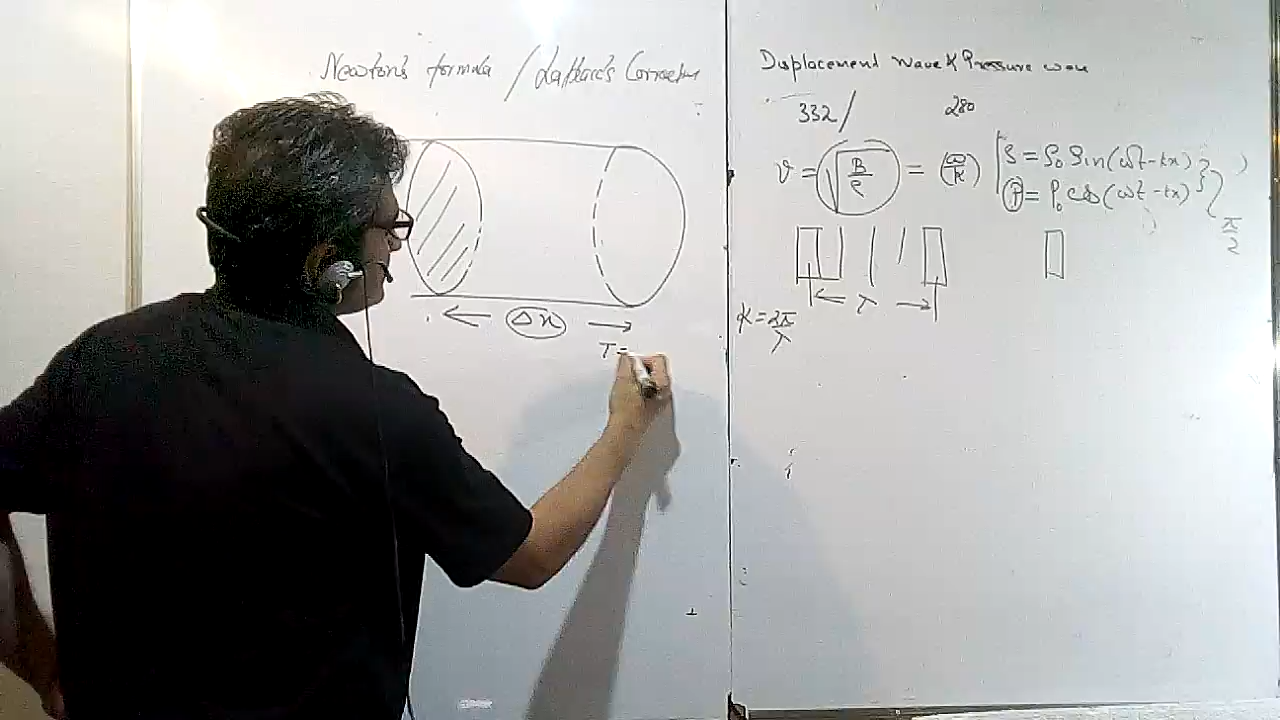 Newton's formula / Laplace's Correction
Δx
T =
Displacement wave & Pressure wave
332 / 280
v = √(B/ρ) = (ω/k)
S = S₀ Sin(ωt - kx)
P = P₀ cos(ωt - kx)
π/2
λ
K = 2π/λ